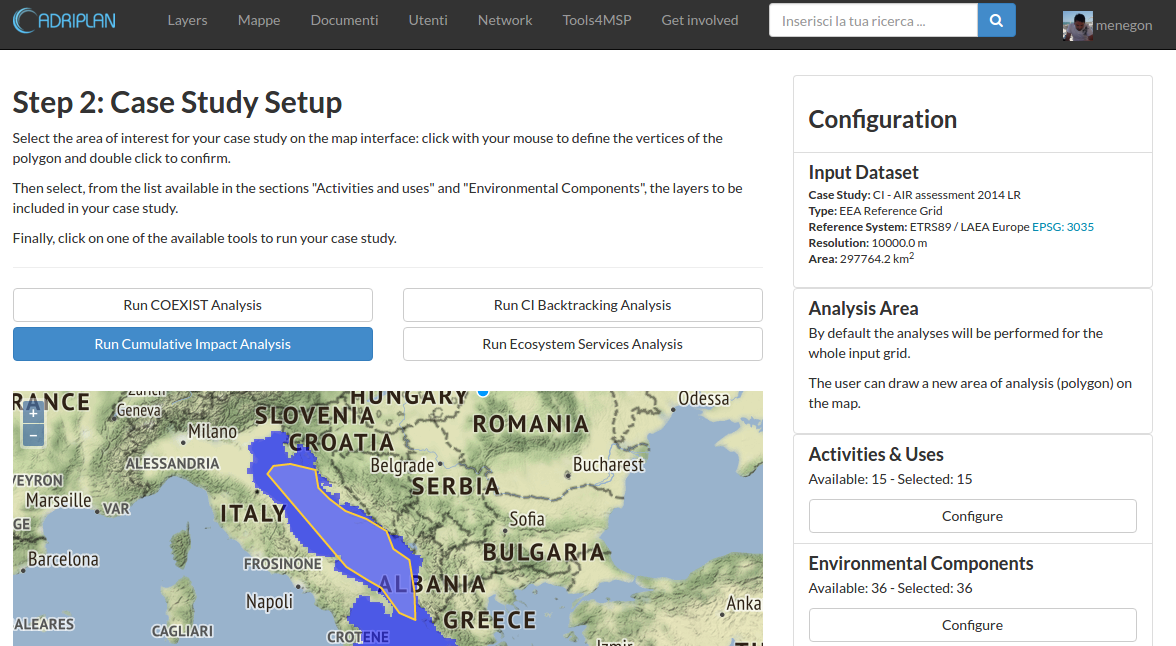 ADRIPLAN
Layers Mappe Documenti Utenti Network Tools4MSP Get involved
Inserisci la tua ricerca ...
menegon
Step 2: Case Study Setup
Select the area of interest for your case study on the map interface: click with your mouse to define the vertices of the
polygon and double click to confirm.
Then select, from the list available in the sections "Activities and uses" and "Environmental Components", the layers to be
included in your case study.
Finally, click on one of the available tools to run your case study.
Run COEXIST Analysis
Run CI Backtracking Analysis
Run Cumulative Impact Analysis
Run Ecosystem Services Analysis
+
−
RANCE
Zurich
Geneva
HUNGARY
Odessa
SLOVENIA
ROMANIA
Milano
CROATIA
ALESSANDRIA
Belgrade
Bucharest
VEYRON
SERBIA
Marseille
VAR
ITALY
Sofia
GE
BULGARIA
Barcelona
FROSINONE
ALBANIA
Napoli
Anka
GREECE
ALEARES
CAGLIARI
CROTENE
Izmir
TU
Configuration
Input Dataset
Case Study: CI - AIR assessment 2014 LR
Type: EEA Reference Grid
Reference System: ETRS89 / LAEA Europe EPSG: 3035
Resolution: 10000.0 m
Area: 297764.2 km2
Analysis Area
By default the analyses will be performed for the
whole input grid.
The user can draw a new area of analysis (polygon) on
the map.
Activities & Uses
Available: 15 - Selected: 15
Configure
Environmental Components
Available: 36 - Selected: 36
Configure